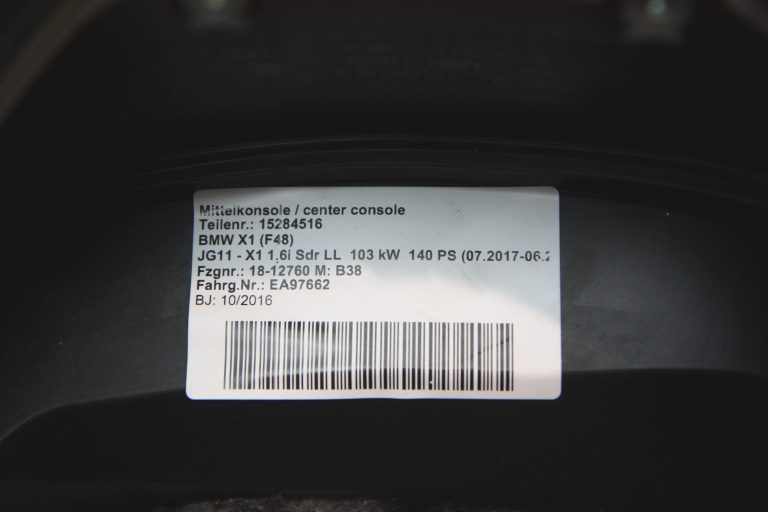 Mittelkonsole / center console
Teilenr.: 15284516
BMW X1 (F48)
JG11 - X1 1,6i Sdr LL 103 kW 140 PS (07.2017-06.2
Fzgnr.: 18-12760 M: B38
Fahrg.Nr.: EA97662
BJ: 10/2016